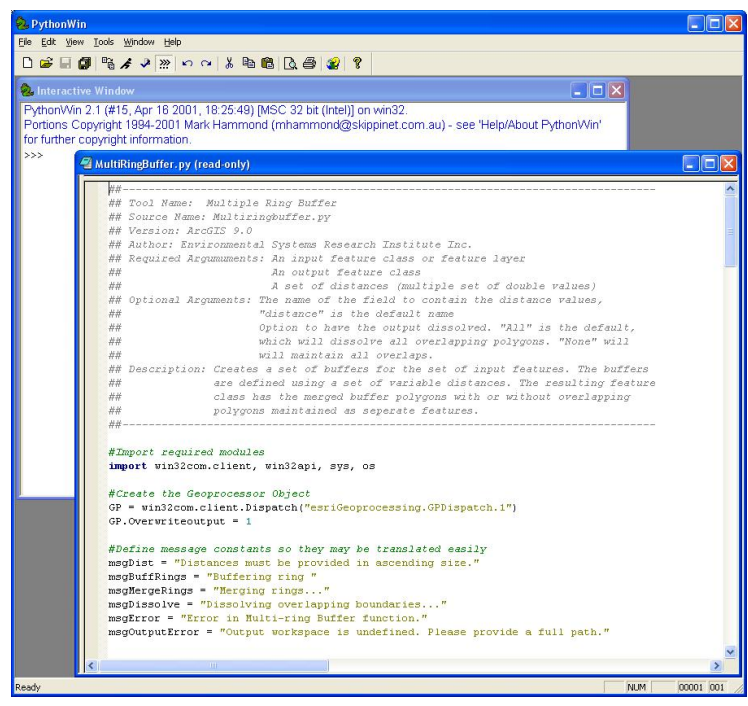 PythonWin
File Edit View Tools Window Help
Interactive Window
PythonWin 2.1 (#15, Apr 16 2001, 18:25:49) [MSC 32 bit (Intel)] on win32.
Portions Copyright 1994-2001 Mark Hammond (mhammond@skippinet.com.au) - see 'Help/About PythonWin'
for further copyright information.
>>>
MultiRingBuffer.py (read-only)
##---------------------------------------------------------------------------------
## Tool Name:  Multiple Ring Buffer
## Source Name: Multiringbuffer.py
## Version: ArcGIS 9.0
## Author: Environmental Systems Research Institute Inc.
## Required Argumuments: An input feature class or feature layer
##                       An output feature class
##                       A set of distances (multiple set of double values)
## Optional Arguments: The name of the field to contain the distance values,
##                     "distance" is the default name
##                     Option to have the output dissolved. "All" is the default,
##                     which will dissolve all overlapping polygons. "None" will
##                     will maintain all overlaps.
## Description: Creates a set of buffers for the set of input features. The buffers
##              are defined using a set of variable distances. The resulting feature
##              class has the merged buffer polygons with or without overlapping
##              polygons maintained as seperate features.
##---------------------------------------------------------------------------------
#Import required modules
import win32com.client, win32api, sys, os
#Create the Geoprocessor Object
GP = win32com.client.Dispatch("esriGeoprocessing.GPDispatch.1")
GP.Overwriteoutput = 1
#Define message constants so they may be translated easily
msgDist = "Distances must be provided in ascending size."
msgBuffRings = "Buffering ring "
msgMergeRings = "Merging rings..."
msgDissolve = "Dissolving overlapping boundaries..."
msgError = "Error in Multi-ring Buffer function."
msgOutputError = "Output workspace is undefined. Please provide a full path."
Ready NUM 00001 001